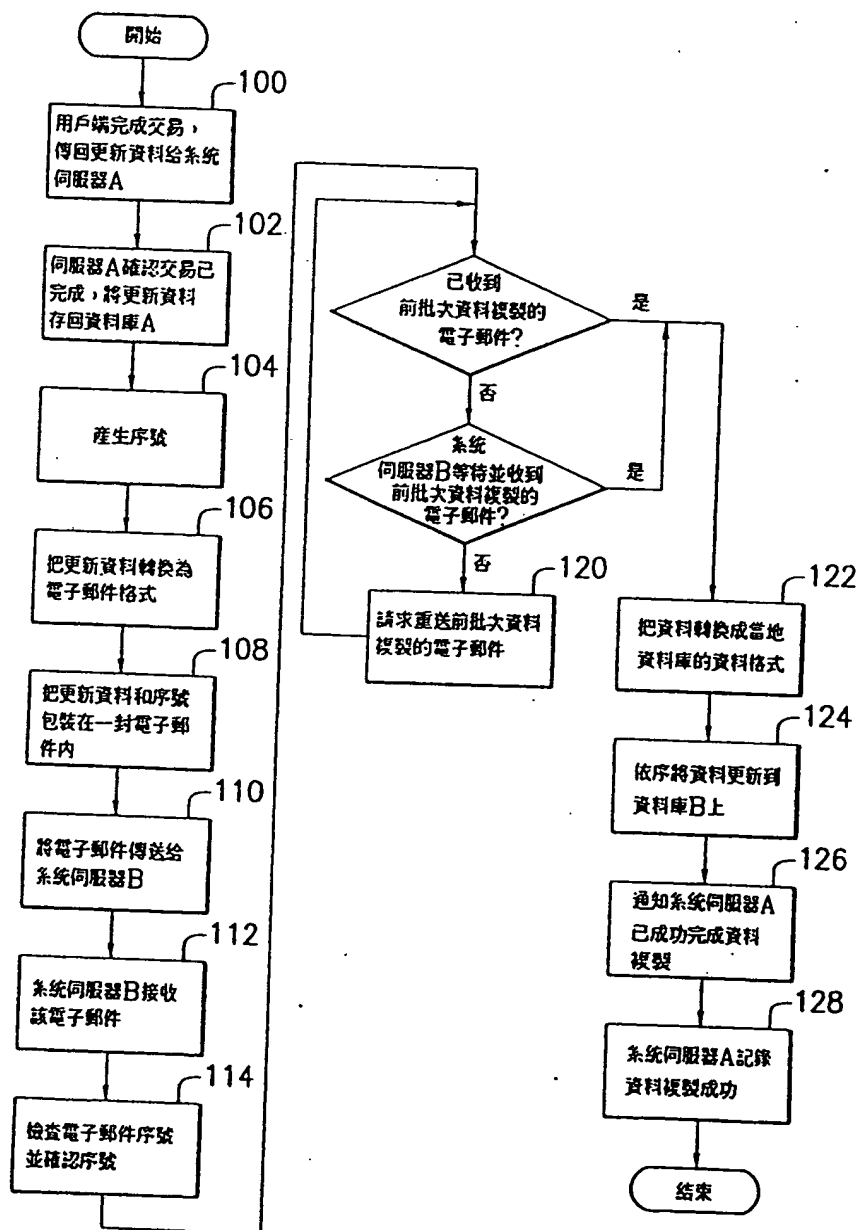 開始
100
用戶端完成交易，
傳回更新資料給系統
伺服器A
102
伺服器A確認交易已
完成，將更新資料
存回資料庫A
104
產生序號
106
把更新資料轉換為
電子郵件格式
108
把更新資料和序號
包裝在一封電子郵
件内
110
將電子郵件傳送給
系統伺服器B
112
系統伺服器B接收
該電子郵件
114
檢查電子郵件序號
並確認序號
已收到
前批次資料複製的
電子郵件?
是
否
系統
伺服器B等待並收到
前批次資料複製的
電子郵件?
是
否
120
請求重送前批次資料
複製的電子郵件
122
把資料轉換成當地
資料庫的資料格式
124
依序將資料更新到
資料庫B上
126
通知系統伺服器A
已成功完成資料
複製
128
系統伺服器A記錄
資料複製成功
结束